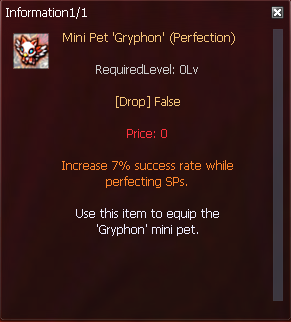 Information1/1
Mini Pet 'Gryphon' (Perfection)
RequiredLevel: 0Lv
[Drop] False
Price: 0
Increase 7% success rate while
perfecting SPs.
Use this item to equip the
'Gryphon' mini pet.